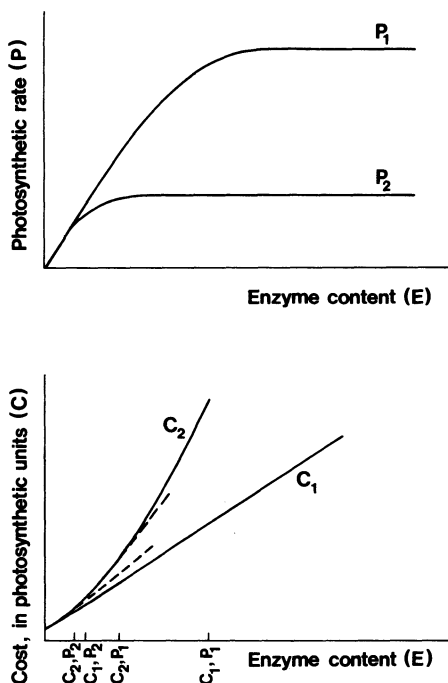 Photosynthetic rate (P)
P₁
P₂
Enzyme content (E)
Cost, in photosynthetic units (C)
C₂
C₁
C₂,P₂
C₁,P₂
C₂,P₁
C₁,P₁
Enzyme content (E)